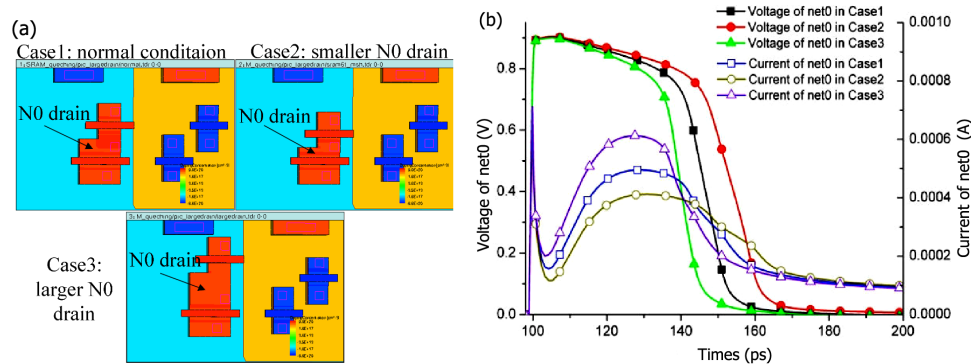 (a)
Case1: normal conditaion
Case2: smaller N0 drain
N0 drain
N0 drain
Case3:
larger N0
drain
N0 drain
(b)
Voltage of net0 in Case1
Voltage of net0 in Case2
Voltage of net0 in Case3
Current of net0 in Case1
Current of net0 in Case2
Current of net0 in Case3
Voltage of net0 (V)
0.8
0.6
0.4
0.2
0.0
100
120
140
160
180
200
Times (ps)
0.0010
0.0008
0.0006
0.0004
0.0002
0.0000
Current of net0 (A)